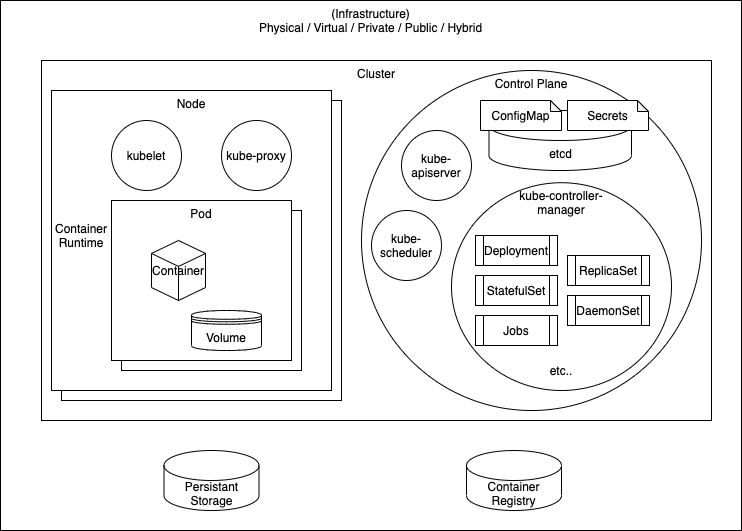 (Infrastructure)
Physical / Virtual / Private / Public / Hybrid
Cluster
Node
kubelet
kube-proxy
Container
Runtime
Pod
Container
Volume
Control Plane
ConfigMap
Secrets
etcd
kube-
apiserver
kube-
scheduler
kube-controller-
manager
Deployment
ReplicaSet
StatefulSet
DaemonSet
Jobs
etc..
Persistant
Storage
Container
Registry